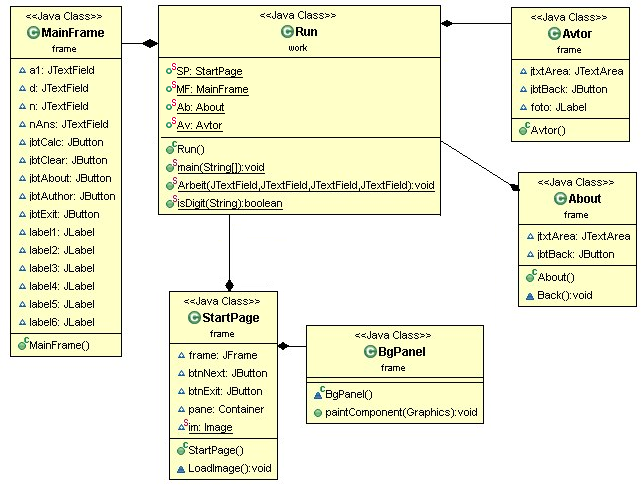 <<Java Class>>
MainFrame
frame
a1: JTextField
d: JTextField
n: JTextField
nAns: JTextField
jbtCalc: JButton
jbtClear: JButton
jbtAbout: JButton
jbtAuthor: JButton
jbtExit: JButton
label1: JLabel
label2: JLabel
label3: JLabel
label4: JLabel
label5: JLabel
label6: JLabel
MainFrame()
<<Java Class>>
Run
work
SP: StartPage
MF: MainFrame
Ab: About
Av: Avtor
Run()
main(String[]):void
Arbeit(JTextField,JTextField,JTextField,JTextField):void
isDigit(String):boolean
<<Java Class>>
Avtor
frame
jtxtArea: JTextArea
jbtBack: JButton
foto: JLabel
Avtor()
<<Java Class>>
About
frame
jtxtArea: JTextArea
jbtBack: JButton
About()
Back():void
<<Java Class>>
StartPage
frame
frame: JFrame
btnNext: JButton
btnExit: JButton
pane: Container
im: Image
StartPage()
LoadImage():void
<<Java Class>>
BgPanel
frame
BgPanel()
paintComponent(Graphics):void